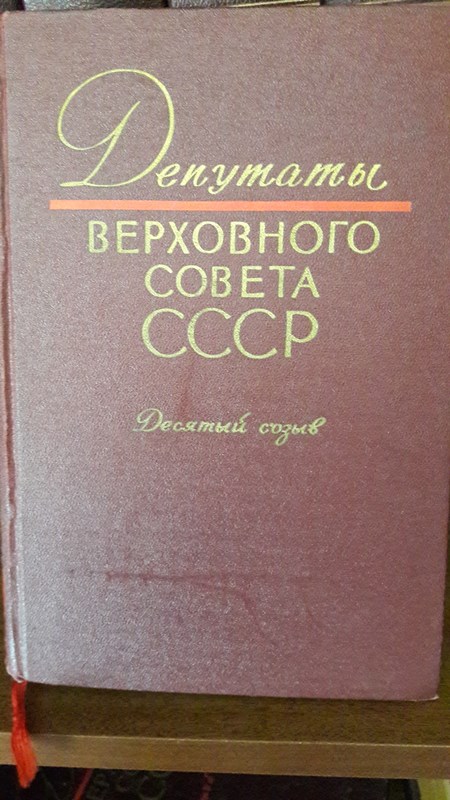 Депутаты
ВЕРХОВНОГО
СОВЕТА
СССР
Десятый созыв